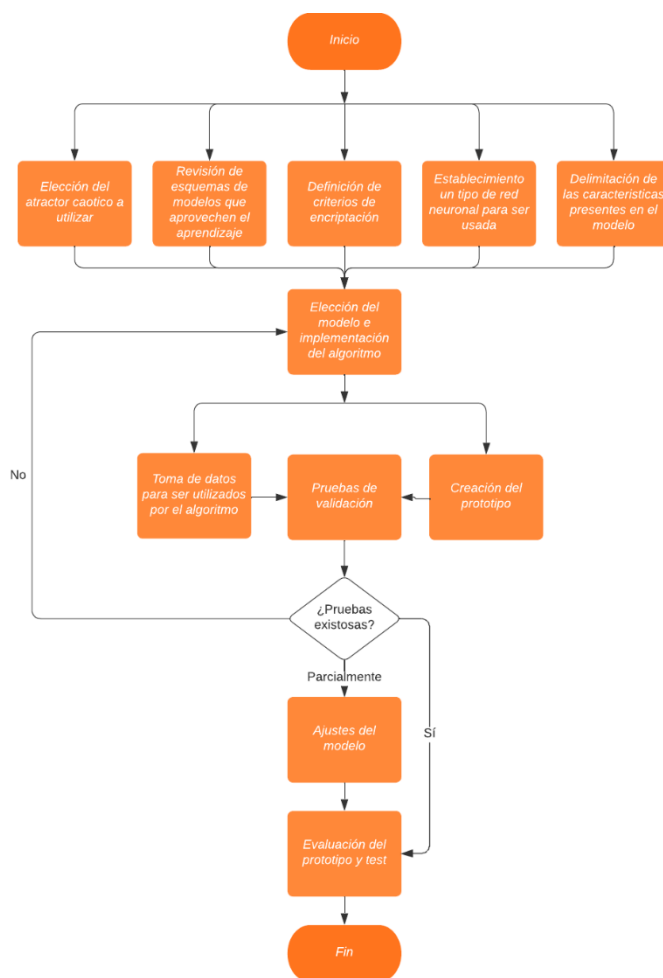 Inicio
Elección del
atractor caotico a
utilizar
Revisión de
esquemas de
modelos que
aprovechen el
aprendizaje
Definición de
criterios de
encriptación
Establecimiento
un tipo de red
neuronal para ser
usada
Delimitación de
las caracteristicas
presentes en el
modelo
Elección del
modelo e
implementación
del algoritmo
No
Toma de datos
para ser utilizados
por el algoritmo
Pruebas de
validación
Creación del
prototipo
¿Pruebas
existosas?
Parcialmente
Sí
Ajustes del
modelo
Evaluación del
prototipo y test
Fin